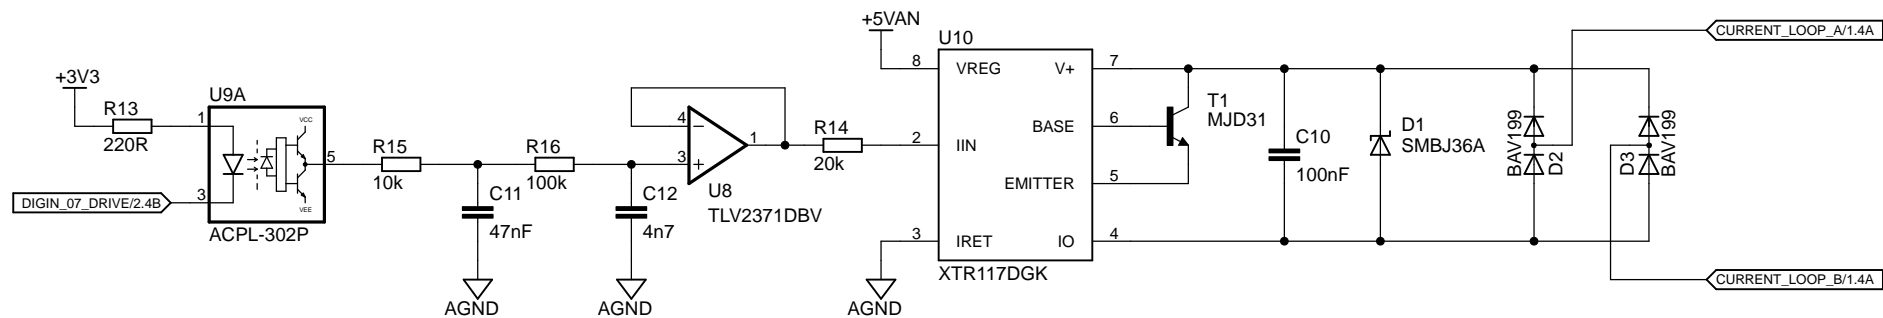 +3V3
R13
220R
DIGIN_07_DRIVE/2.4B
U9A
1
3
5
VCC
VEE
ACPL-302P
R15
10k
C11
47nF
AGND
R16
100k
C12
4n7
AGND
4
3
1
U8
TLV2371DBV
R14
20k
+5VAN
U10
8
VREG
V+
7
BASE
6
2
IIN
EMITTER
5
3
IRET
IO
4
XTR117DGK
AGND
T1
MJD31
C10
100nF
D1
SMBJ36A
BAV199
D2
D3
BAV199
CURRENT_LOOP_A/1.4A
CURRENT_LOOP_B/1.4A